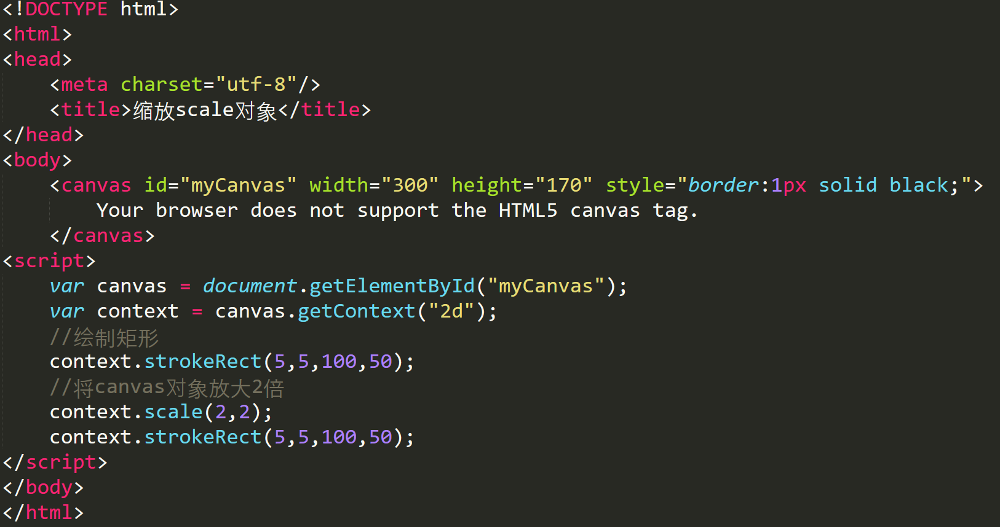 <!DOCTYPE html>
<html>
<head>
    <meta charset="utf-8"/>
    <title>缩放scale对象</title>
</head>
<body>
    <canvas id="myCanvas" width="300" height="170" style="border:1px solid black;">
        Your browser does not support the HTML5 canvas tag.
    </canvas>
<script>
    var canvas = document.getElementById("myCanvas");
    var context = canvas.getContext("2d");
    //绘制矩形
    context.strokeRect(5,5,100,50);
    //将canvas对象放大2倍
    context.scale(2,2);
    context.strokeRect(5,5,100,50);
</script>
</body>
</html>